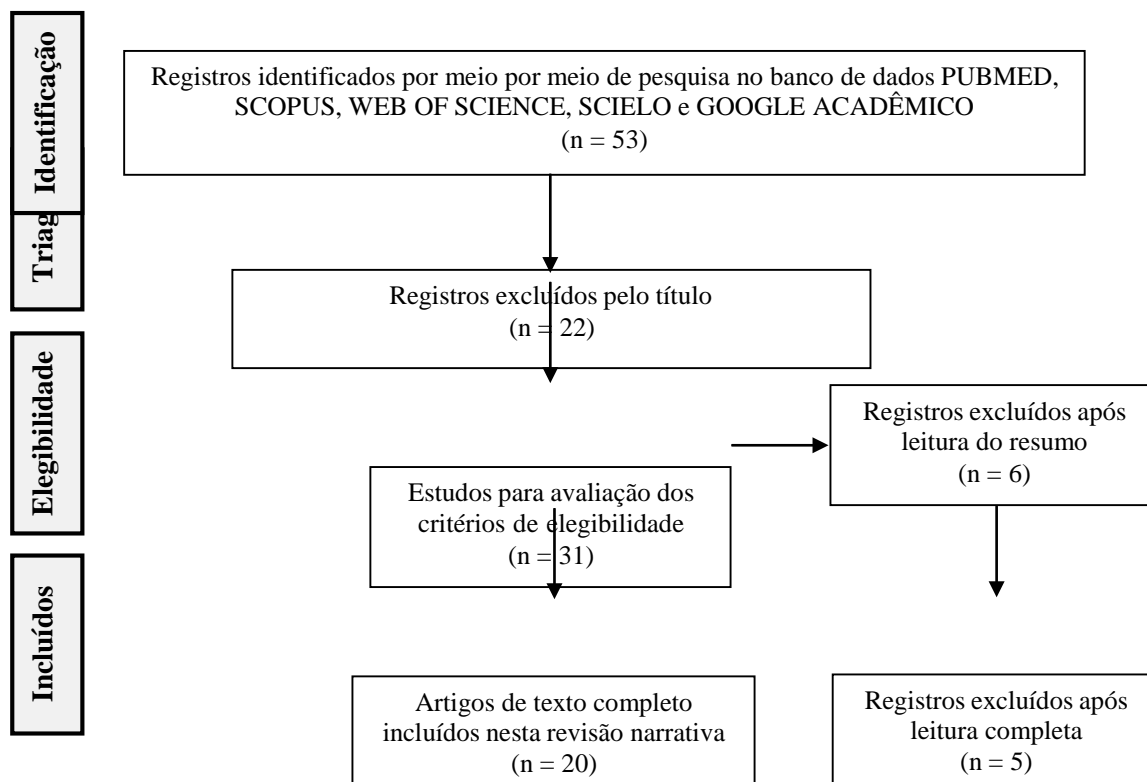 Identificação
Registros identificados por meio por meio de pesquisa no banco de dados PUBMED,
SCOPUS, WEB OF SCIENCE, SCIELO e GOOGLE ACADÊMICO
(n = 53)
Triag
Registros excluídos pelo título
(n = 22)
Elegibilidade
Registros excluídos após
leitura do resumo
(n = 6)
Estudos para avaliação dos
critérios de elegibilidade
(n = 31)
Incluídos
Artigos de texto completo
incluídos nesta revisão narrativa
(n = 20)
Registros excluídos após
leitura completa
(n = 5)